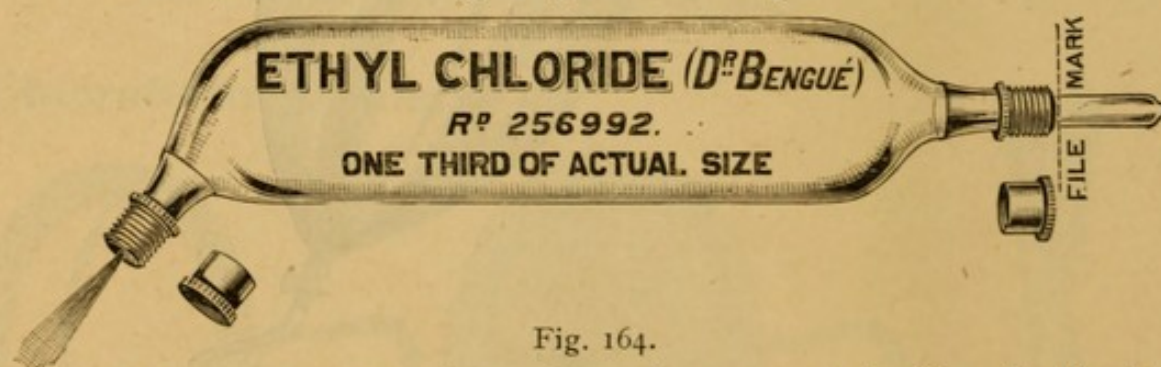 ETHYL CHLORIDE (DR. BENGUÉ)
RD 256992.
ONE THIRD OF ACTUAL SIZE
FILE MARK
Fig. 164.